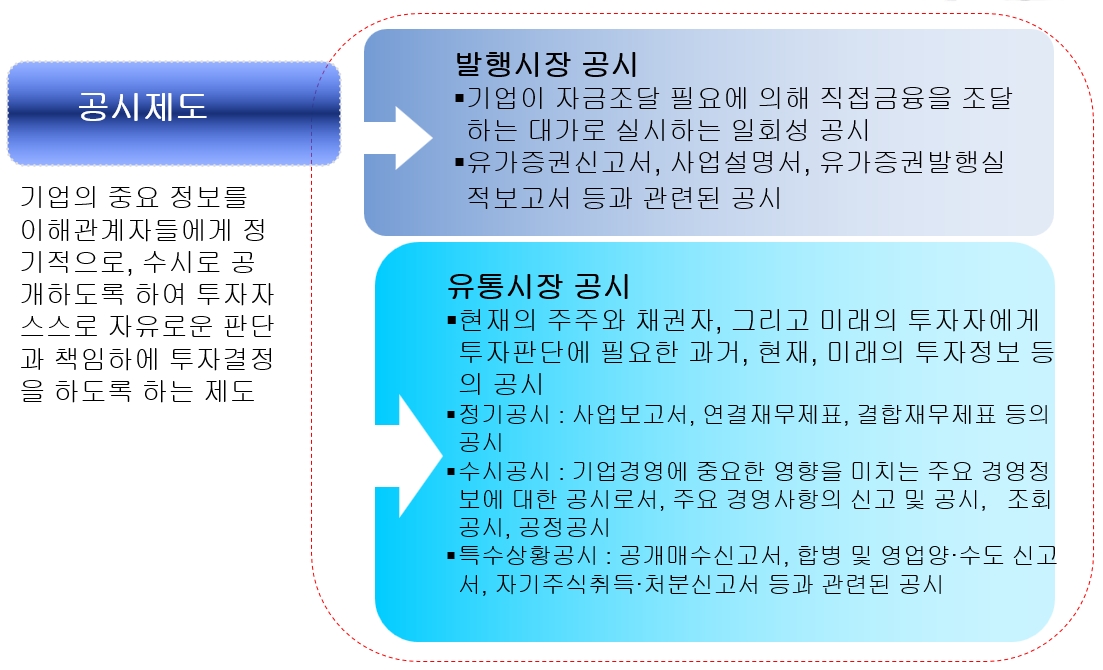 공시제도
기업의 중요 정보를
이해관계자들에게 정
기적으로, 수시로 공
개하도록 하여 투자자
스스로 자유로운 판단
과 책임하에 투자결정
을 하도록 하는 제도
발행시장 공시
▪기업이 자금조달 필요에 의해 직접금융을 조달
하는 대가로 실시하는 일회성 공시
▪유가증권신고서, 사업설명서, 유가증권발행실
적보고서 등과 관련된 공시
유통시장 공시
▪현재의 주주와 채권자, 그리고 미래의 투자자에게
투자판단에 필요한 과거, 현재, 미래의 투자정보 등
의 공시
▪정기공시 : 사업보고서, 연결재무제표, 결합재무제표 등의
공시
▪수시공시 : 기업경영에 중요한 영향을 미치는 주요 경영정
보에 대한 공시로서, 주요 경영사항의 신고 및 공시, 조회
공시, 공정공시
▪특수상황공시 : 공개매수신고서, 합병 및 영업양·수도 신고
서, 자기주식취득·처분신고서 등과 관련된 공시